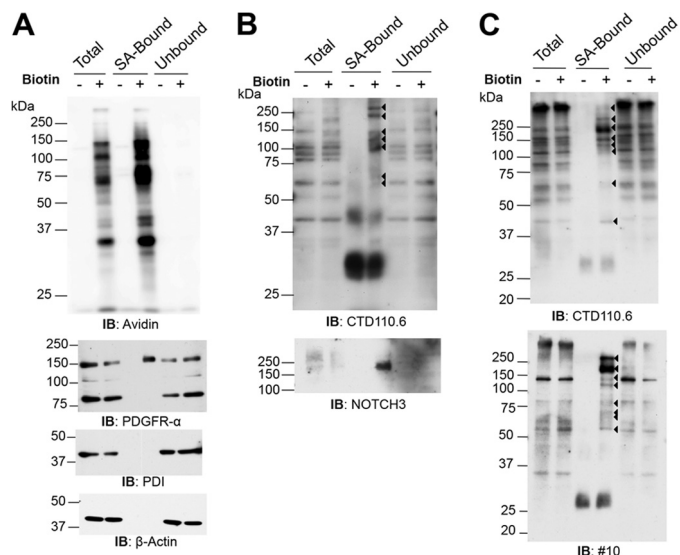 A
Total SA-Bound Unbound
Biotin - + - + - +
kDa
250
150
100
75
50
37
25
IB: Avidin
250
150
100
75
IB: PDGFR-α
50
37
IB: PDI
50
37
IB: β-Actin
B
Total SA-Bound Unbound
Biotin - + - + - +
kDa
250
150
100
75
50
37
25
IB: CTD110.6
250
150
100
IB: NOTCH3
C
Total SA-Bound Unbound
Biotin - + - + - +
kDa
250
150
100
75
50
37
25
20
IB: CTD110.6
250
150
100
75
50
37
25
20
IB: #10